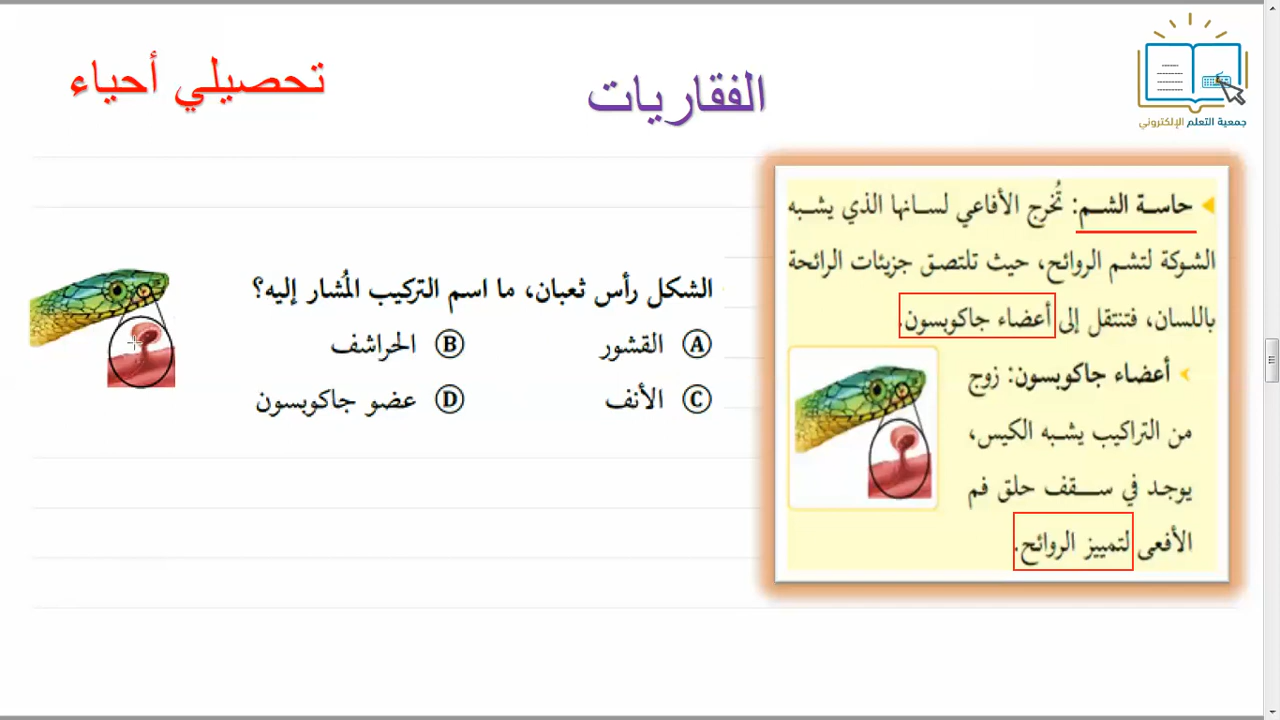 جمعية التعلم الإلكتروني
الفقاريات
تحصيلي أحياء
حاسة الشم: تُخرج الأفاعي لسانها الذي يشبه
الشوكة لتشم الروائح، حيث تلتصق جزيئات الرائحة
باللسان، فتنتقل إلى أعضاء جاكوبسون.
أعضاء جاكوبسون: زوج
من التراكيب يشبه الكيس،
يوجد في سقف حلق فم
الأفعى لتمييز الروائح.
الشكل رأس ثعبان، ما اسم التركيب المُشار إليه؟
A القشور B الحراشف
C الأنف D عضو جاكوبسون